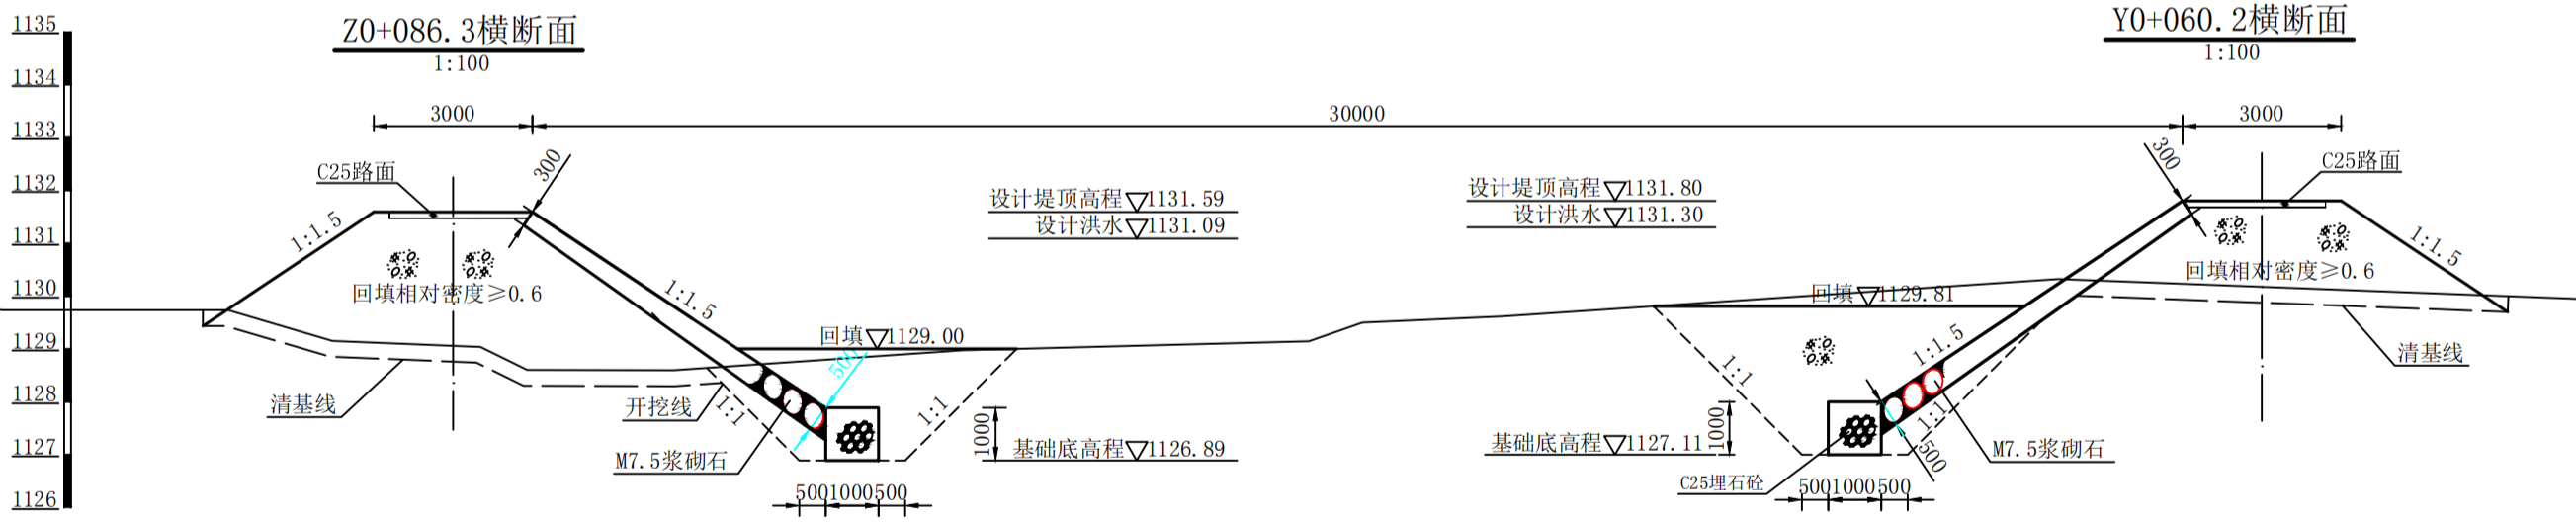 Z0+086.3横断面
1:100
Y0+060.2横断面
1:100
1135
1134
1133
1132
1131
1130
1129
1128
1127
1126
3000
30000
3000
C25路面
300
1:1.5
回填相对密度≥0.6
1:1.5
设计堤顶高程 1131.59
设计洪水 1131.09
回填 1129.00
500
清基线
开挖线
1:1
M7.5浆砌石
1:1
1000
基础底高程 1126.89
500 1000 500
设计堤顶高程 1131.80
设计洪水 1131.30
300
C25路面
1:1.5
回填相对密度≥0.6
回填 1129.81
1:1.5
清基线
1:1
1:1
1000
基础底高程 1127.11
M7.5浆砌石
500
C25埋石砼
500 1000 500